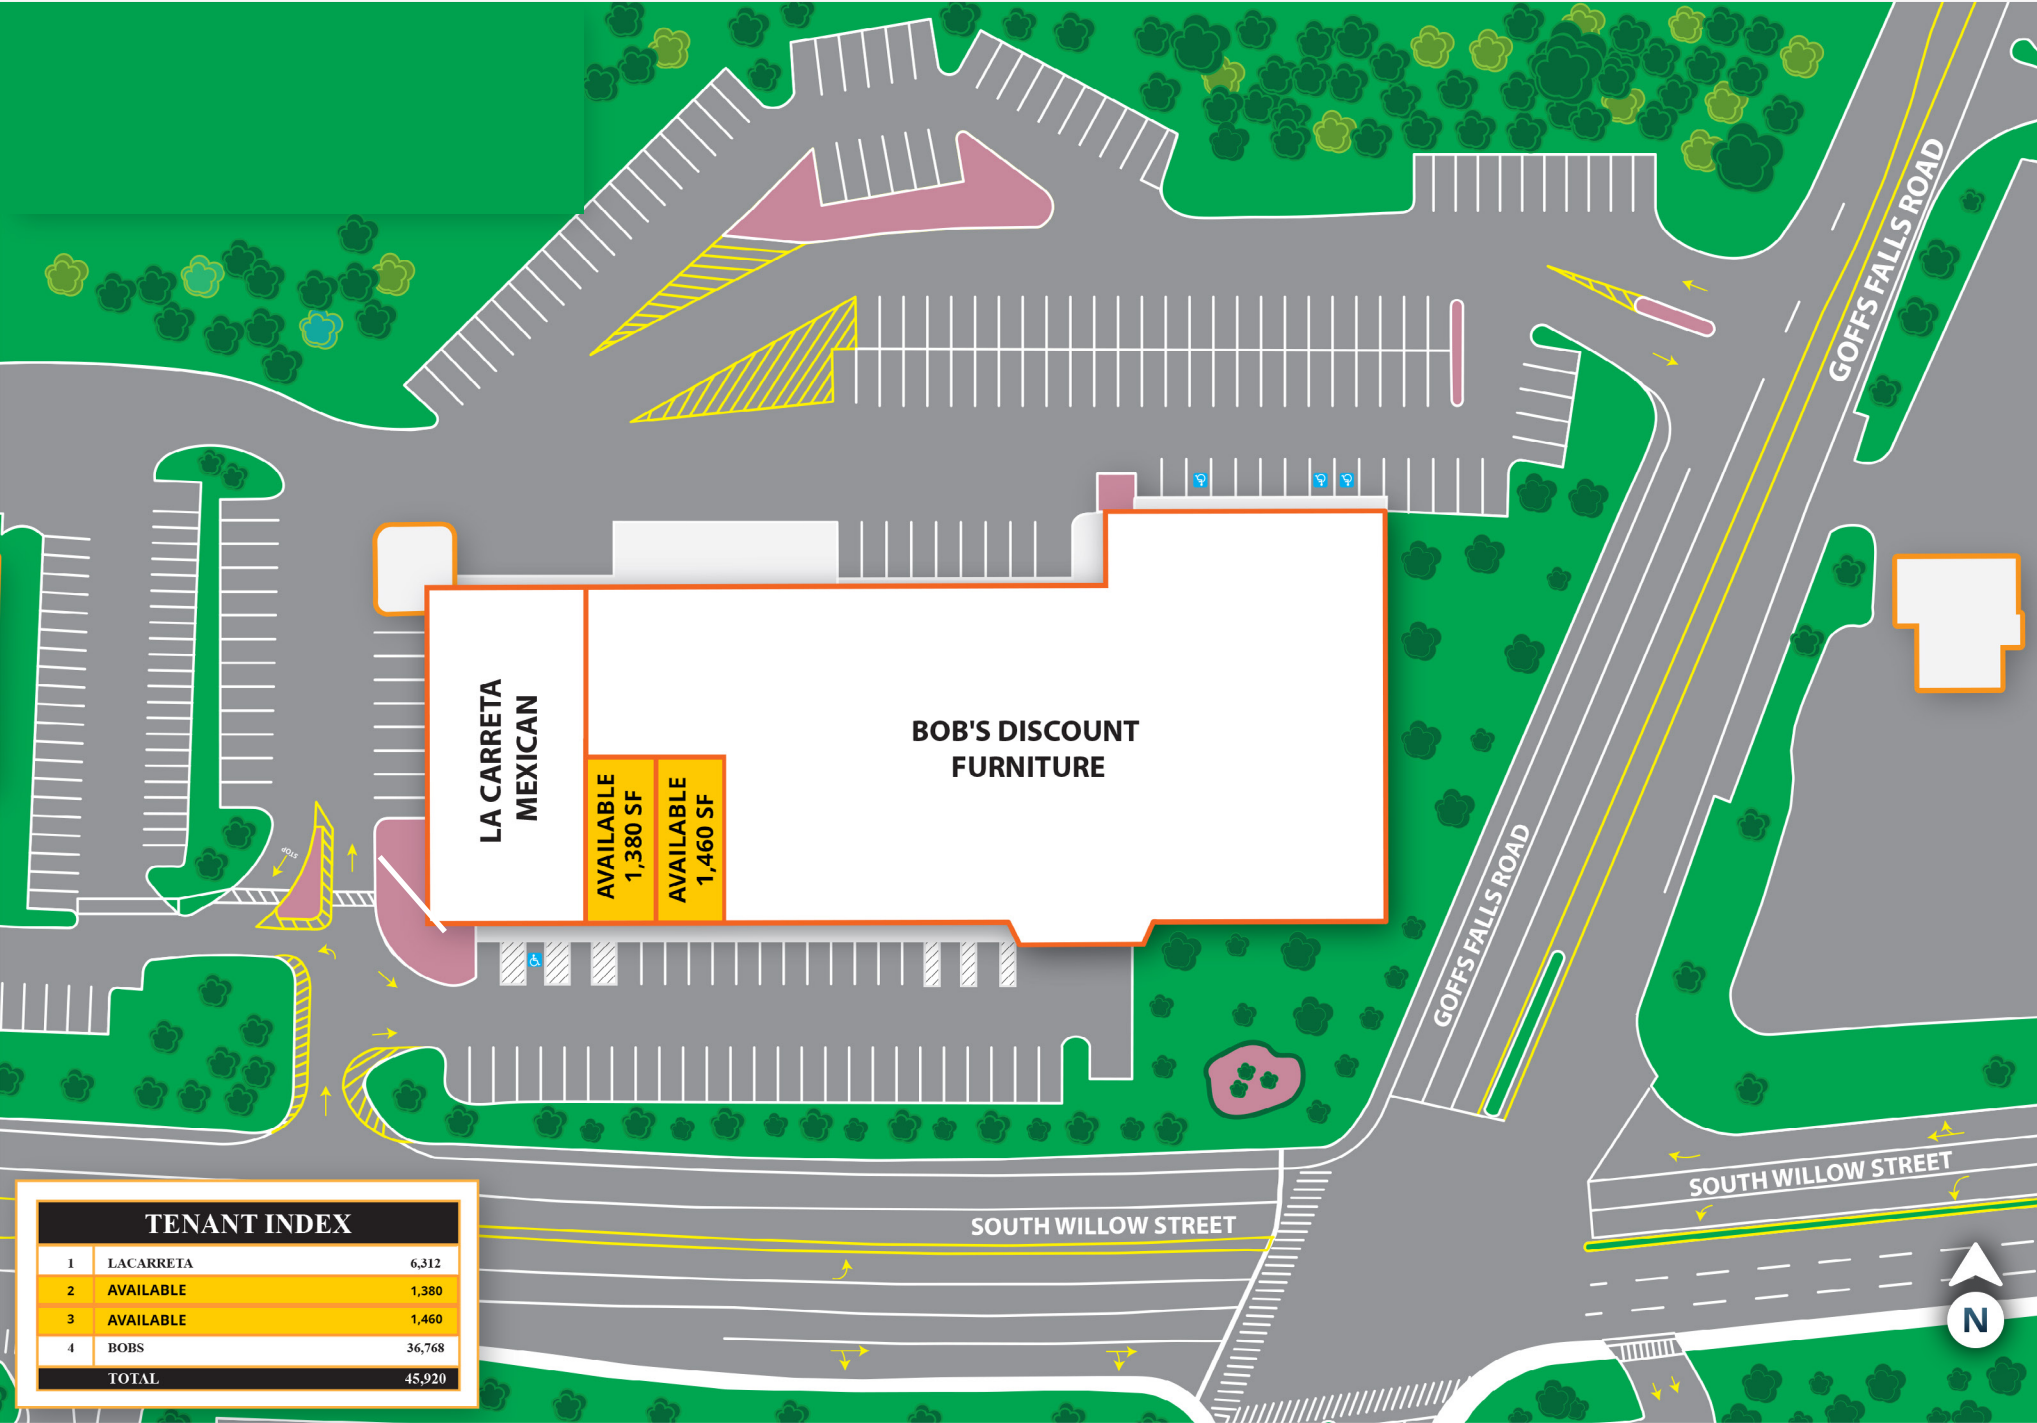 GOFFS FALLS ROAD
LA CARRETA
MEXICAN
BOB'S DISCOUNT
FURNITURE
AVAILABLE
1,380 SF
AVAILABLE
1,460 SF
STOP
GOFFS FALLS ROAD
SOUTH WILLOW STREET
SOUTH WILLOW STREET
TENANT INDEX
1 LACARRETA 6,312
2 AVAILABLE 1,380
3 AVAILABLE 1,460
4 BOBS 36,768
TOTAL 45,920
N